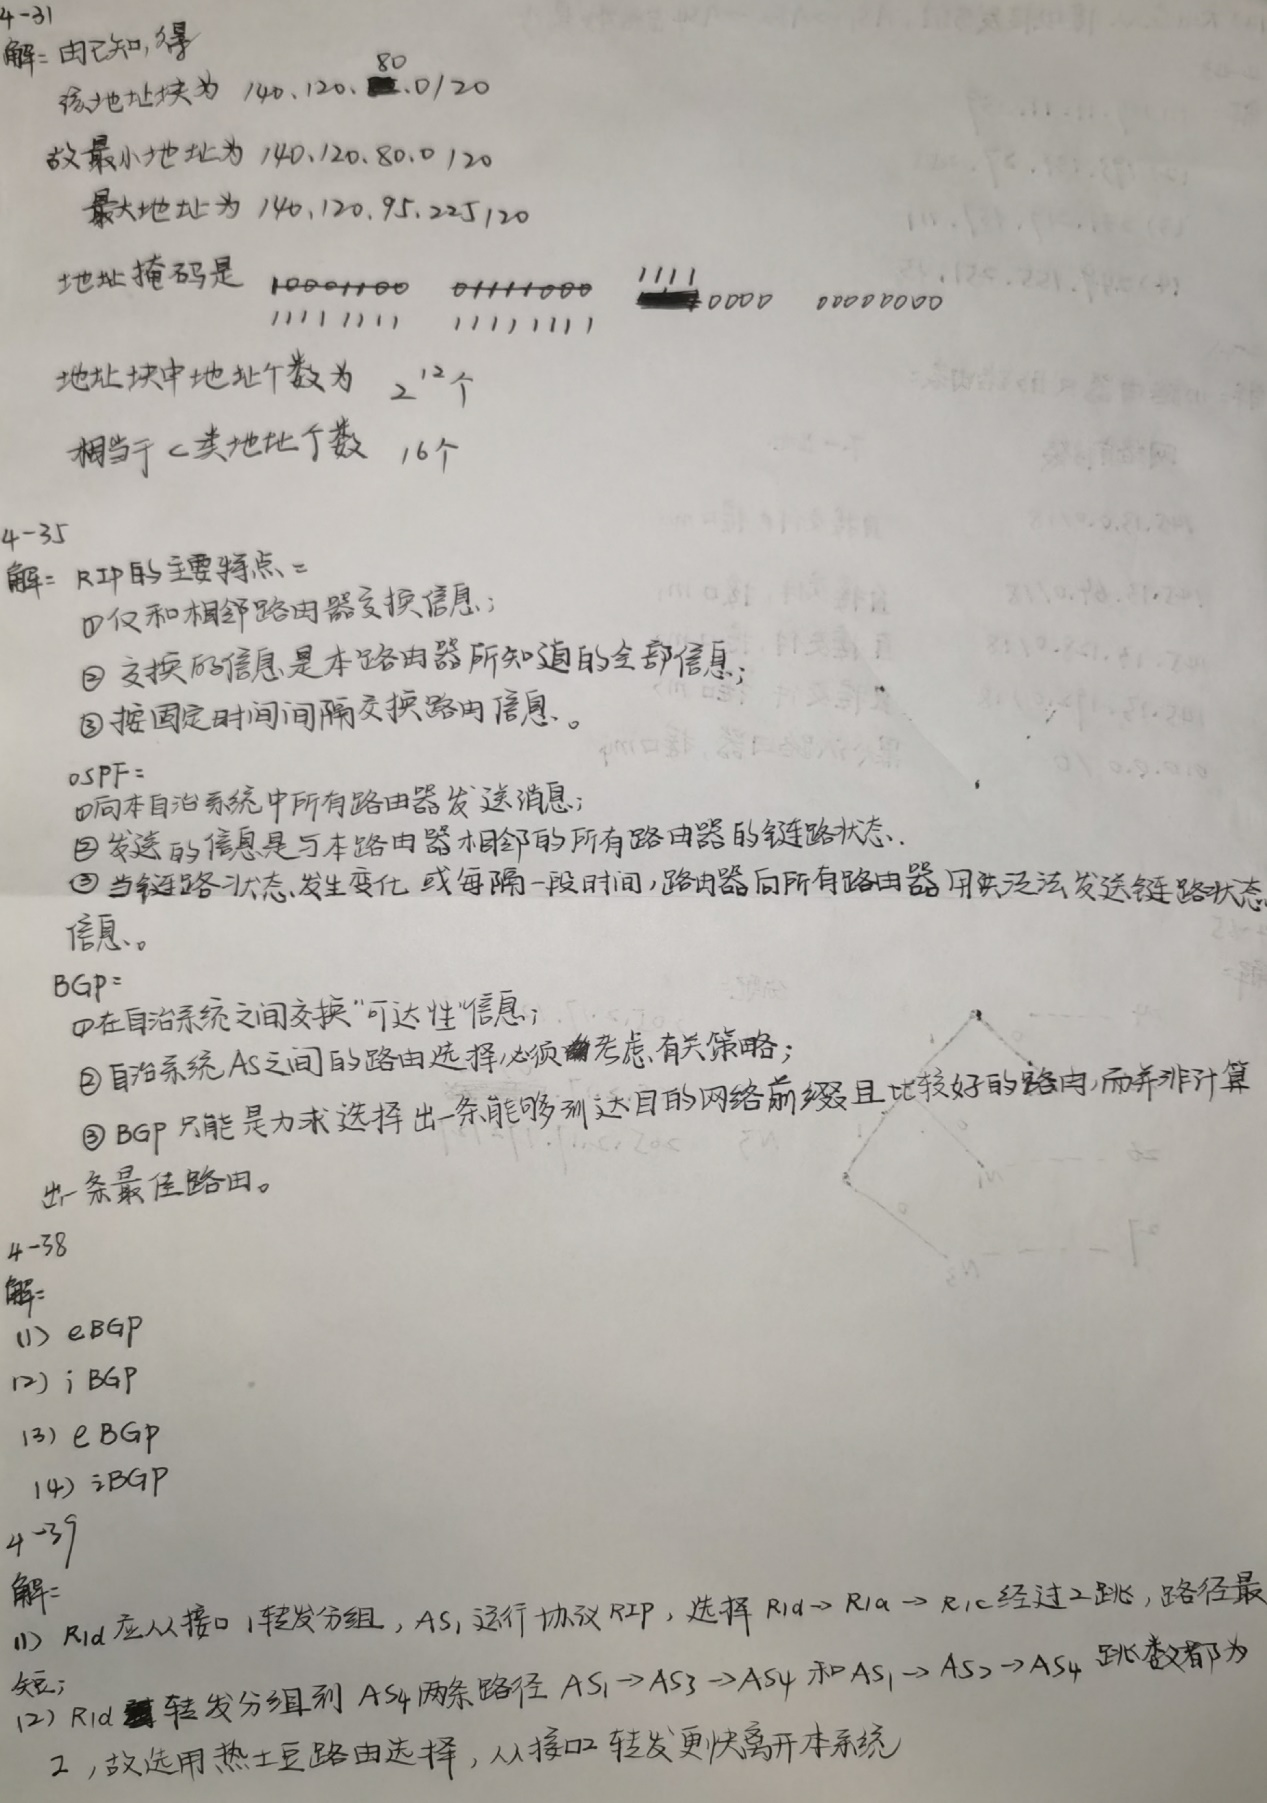 4-31
解: 由已知,得
80
该地址块为 140.120. .0/20
故最小地址为 140.120.80.0/20
最大地址为 140.120.95.225/20
地址掩码是 10001100 01111000 1111 0000 00000000
11111111 11111111
地址块中地址个数为 2^12 个
相当于C类地址个数 16个
4-35
解: RIP的主要特点:
①仅和相邻路由器交换信息;
② 交换的信息是本路由器所知道的全部信息;
③按固定时间间隔交换路由信息。
OSPF:
①向本自治系统中所有路由器发送消息;
②发送的信息是与本路由器相邻的所有路由器的链路状态.
③当链路状态发生变化或每隔一段时间,路由器向所有路由器用洪泛法发送链路状态
信息。
BGP:
①在自治系统之间交换"可达性"信息;
②自治系统AS之间的路由选择必须考虑有关策略;
③BGP只能是力求选择出一条能够到达目的网络前缀且比较好的路由,而并非计算
出一条最佳路由。
4-38
解:
(1) eBGP
(2) iBGP
(3) eBGP
(4) iBGP
4-39
解:
(1) R1d应从接口1转发分组,AS1运行协议RIP,选择R1d→R1a→R1c经过2跳,路径最
短;
(2) R1d 转发分组到AS4两条路径AS1→AS3→AS4和AS1→AS2→AS4跳数都为
2,故选用热土豆路由选择,从接口2转发更快离开本系统